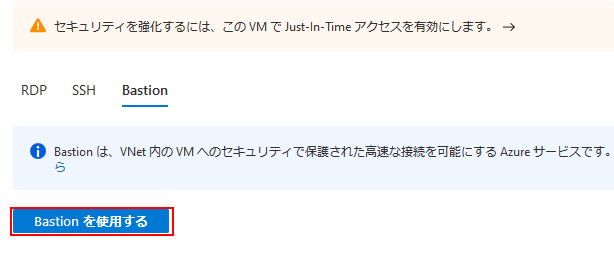 セキュリティを強化するには、この VM で Just-In-Time アクセスを有効にします。 →
RDP SSH Bastion
Bastion は、VNet 内の VM へのセキュリティで保護された高速な接続を可能にする Azure サービスです。
ら
Bastion を使用する